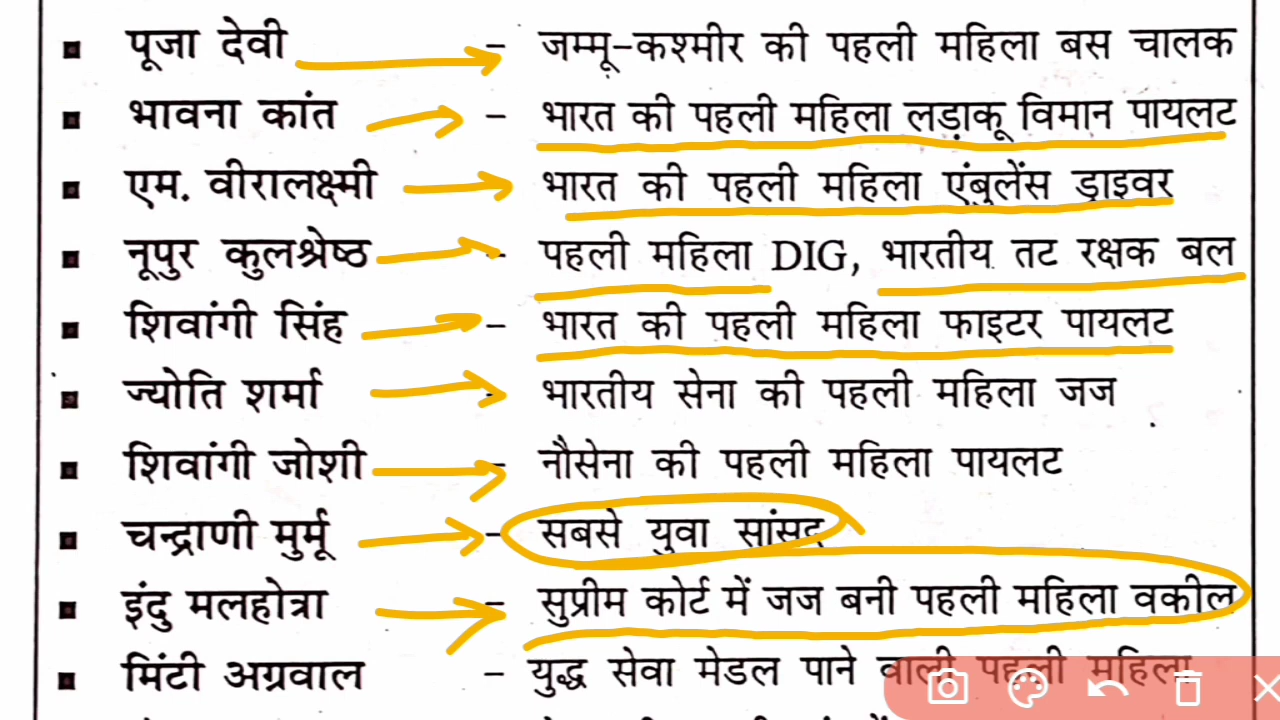 ▪ पूजा देवी – जम्मू-कश्मीर की पहली महिला बस चालक
▪ भावना कांत – भारत की पहली महिला लड़ाकू विमान पायलट
▪ एम. वीरालक्ष्मी – भारत की पहली महिला एंबुलेंस ड्राइवर
▪ नूपुर कुलश्रेष्ठ – पहली महिला DIG, भारतीय तट रक्षक बल
▪ शिवांगी सिंह – भारत की पहली महिला फाइटर पायलट
▪ ज्योति शर्मा – भारतीय सेना की पहली महिला जज
▪ शिवांगी जोशी – नौसेना की पहली महिला पायलट
▪ चन्द्राणी मुर्मू – सबसे युवा सांसद
▪ इंदु मलहोत्रा – सुप्रीम कोर्ट में जज बनी पहली महिला वकील
▪ मिंटी अग्रवाल – युद्ध सेवा मेडल पाने वाली पहली महिला